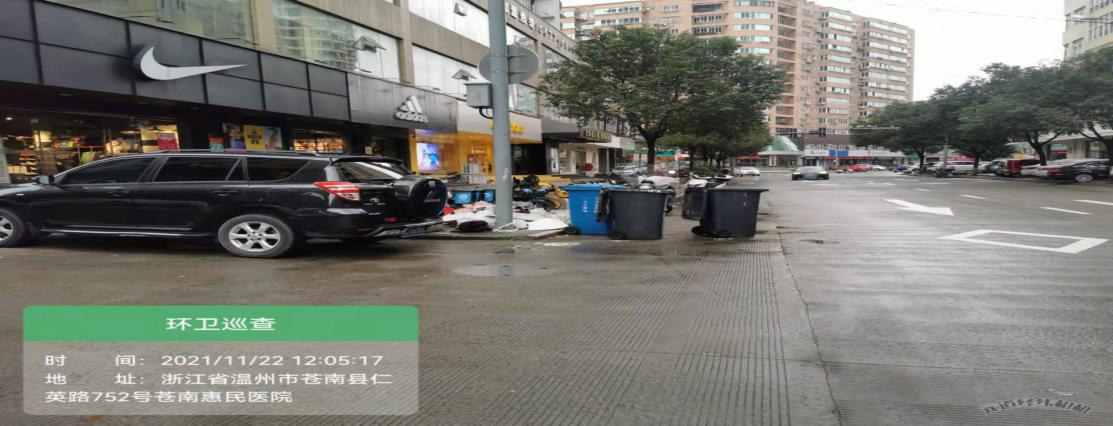 adidas
环卫巡查
时 间: 2021/11/22 12:05:17
地 址: 浙江省温州市苍南县仁
英路752号苍南惠民医院